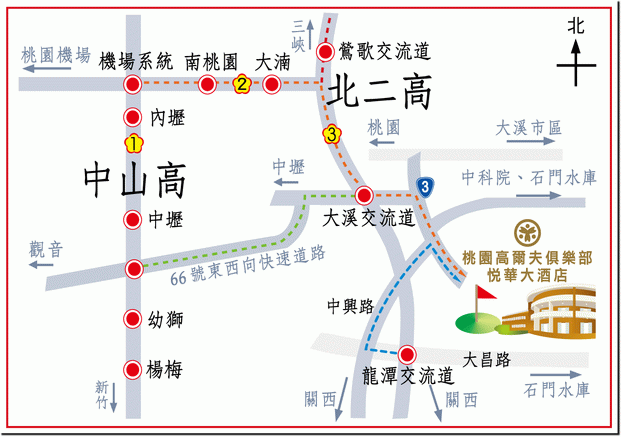 三峽
北
鶯歌交流道
桃園機場
機場系統
南桃園
大湳
2
北二高
3
內壢
1
桃園
大溪市區
中山高
中壢
3
中科院、石門水庫
中壢
大溪交流道
觀音
66號東西向快速道路
桃園高爾夫俱樂部
悦華大酒店
中興路
幼獅
大昌路
楊梅
龍潭交流道
新竹
關西
關西
石門水庫